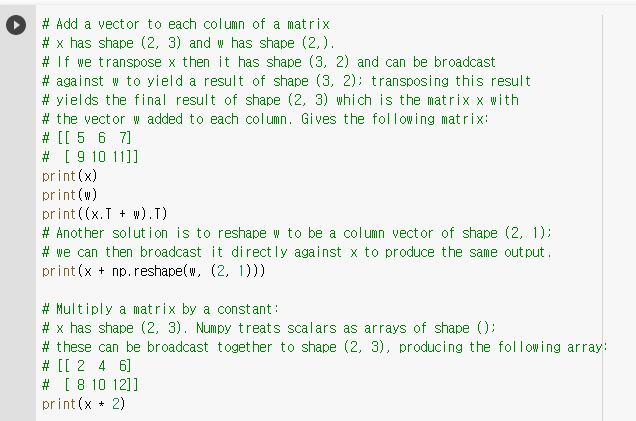 # Add a vector to each column of a matrix
# x has shape (2, 3) and w has shape (2,).
# If we transpose x then it has shape (3, 2) and can be broadcast
# against w to yield a result of shape (3, 2); transposing this result
# yields the final result of shape (2, 3) which is the matrix x with
# the vector w added to each column. Gives the following matrix:
# [[ 5  6  7]
#  [ 9 10 11]]
print(x)
print(w)
print((x.T + w).T)
# Another solution is to reshape w to be a column vector of shape (2, 1);
# we can then broadcast it directly against x to produce the same output.
print(x + np.reshape(w, (2, 1)))

# Multiply a matrix by a constant:
# x has shape (2, 3). Numpy treats scalars as arrays of shape ();
# these can be broadcast together to shape (2, 3), producing the following array:
# [[ 2  4  6]
#  [ 8 10 12]]
print(x * 2)